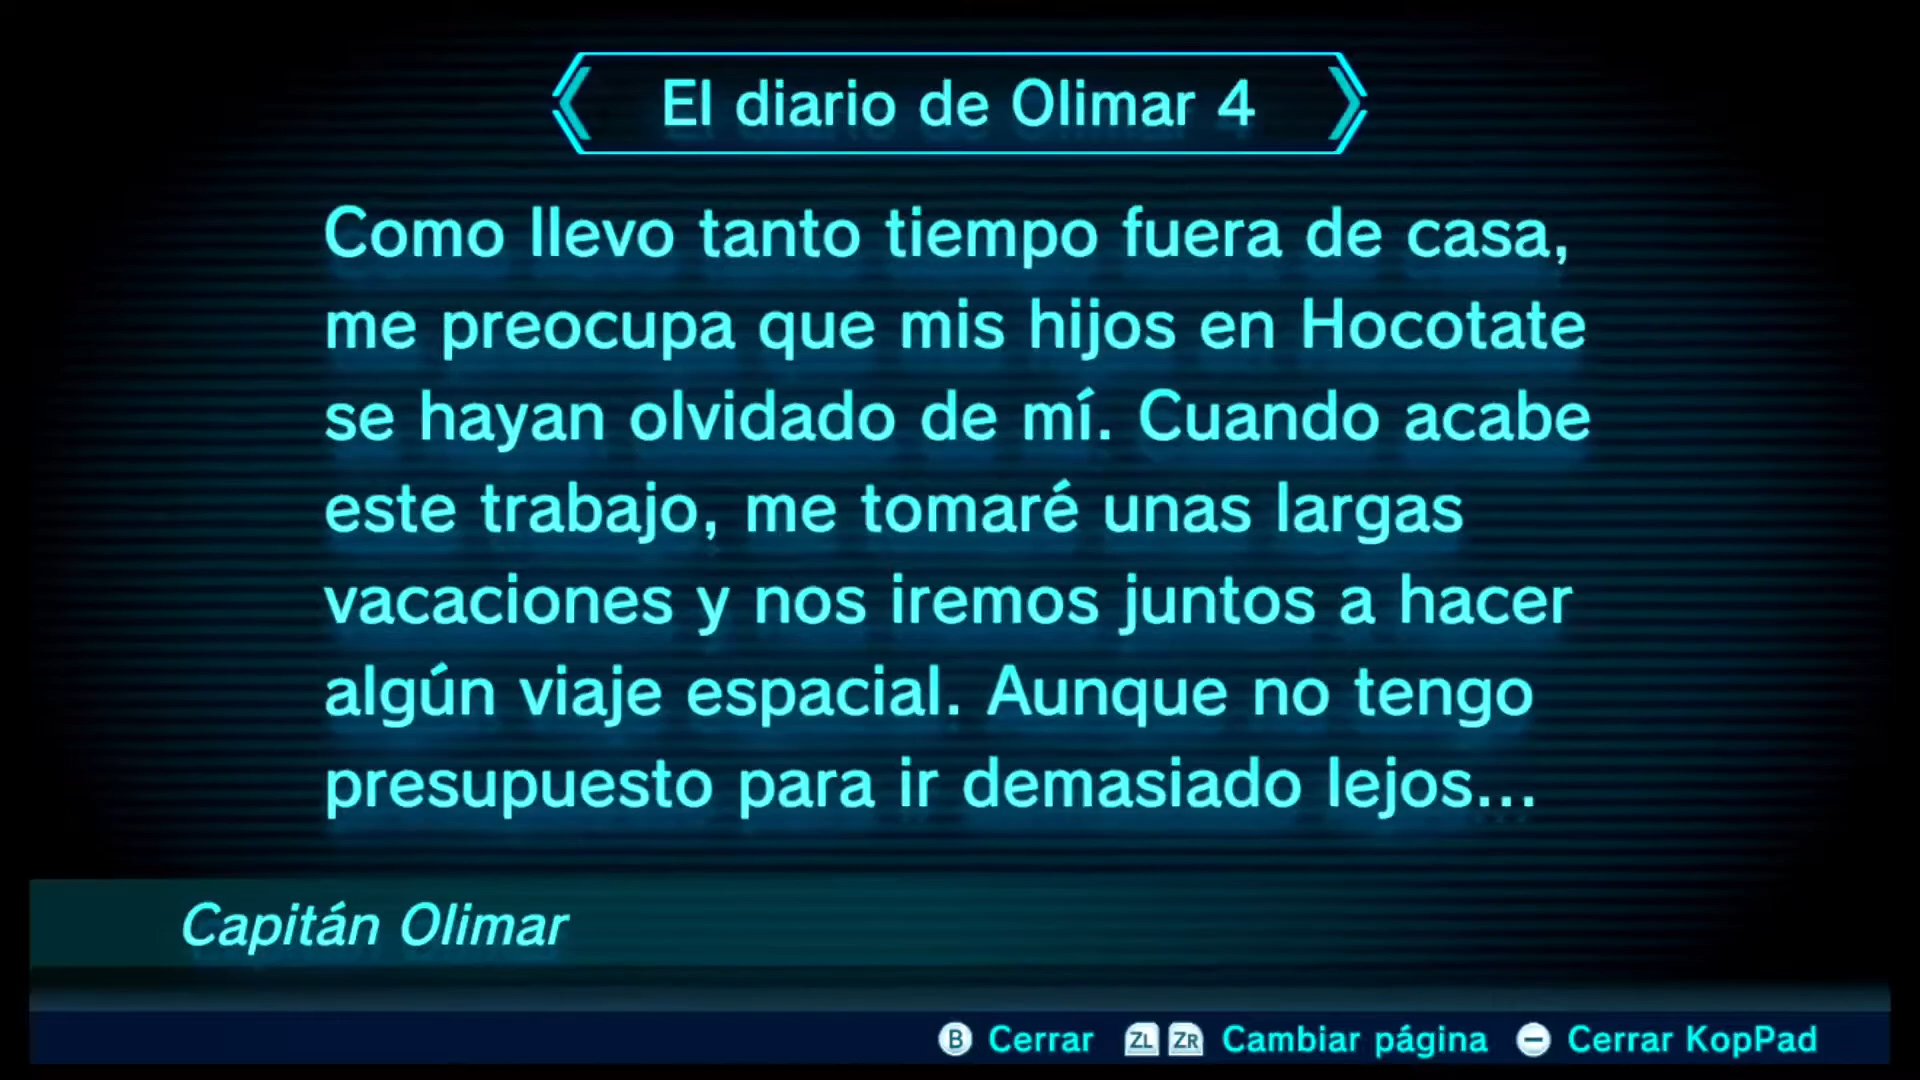 El diario de Olimar 4
Como llevo tanto tiempo fuera de casa,
me preocupa que mis hijos en Hocotate
se hayan olvidado de mí. Cuando acabe
este trabajo, me tomaré unas largas
vacaciones y nos iremos juntos a hacer
algún viaje espacial. Aunque no tengo
presupuesto para ir demasiado lejos...
Capitán Olimar
B Cerrar ZL ZR Cambiar página − Cerrar KopPad